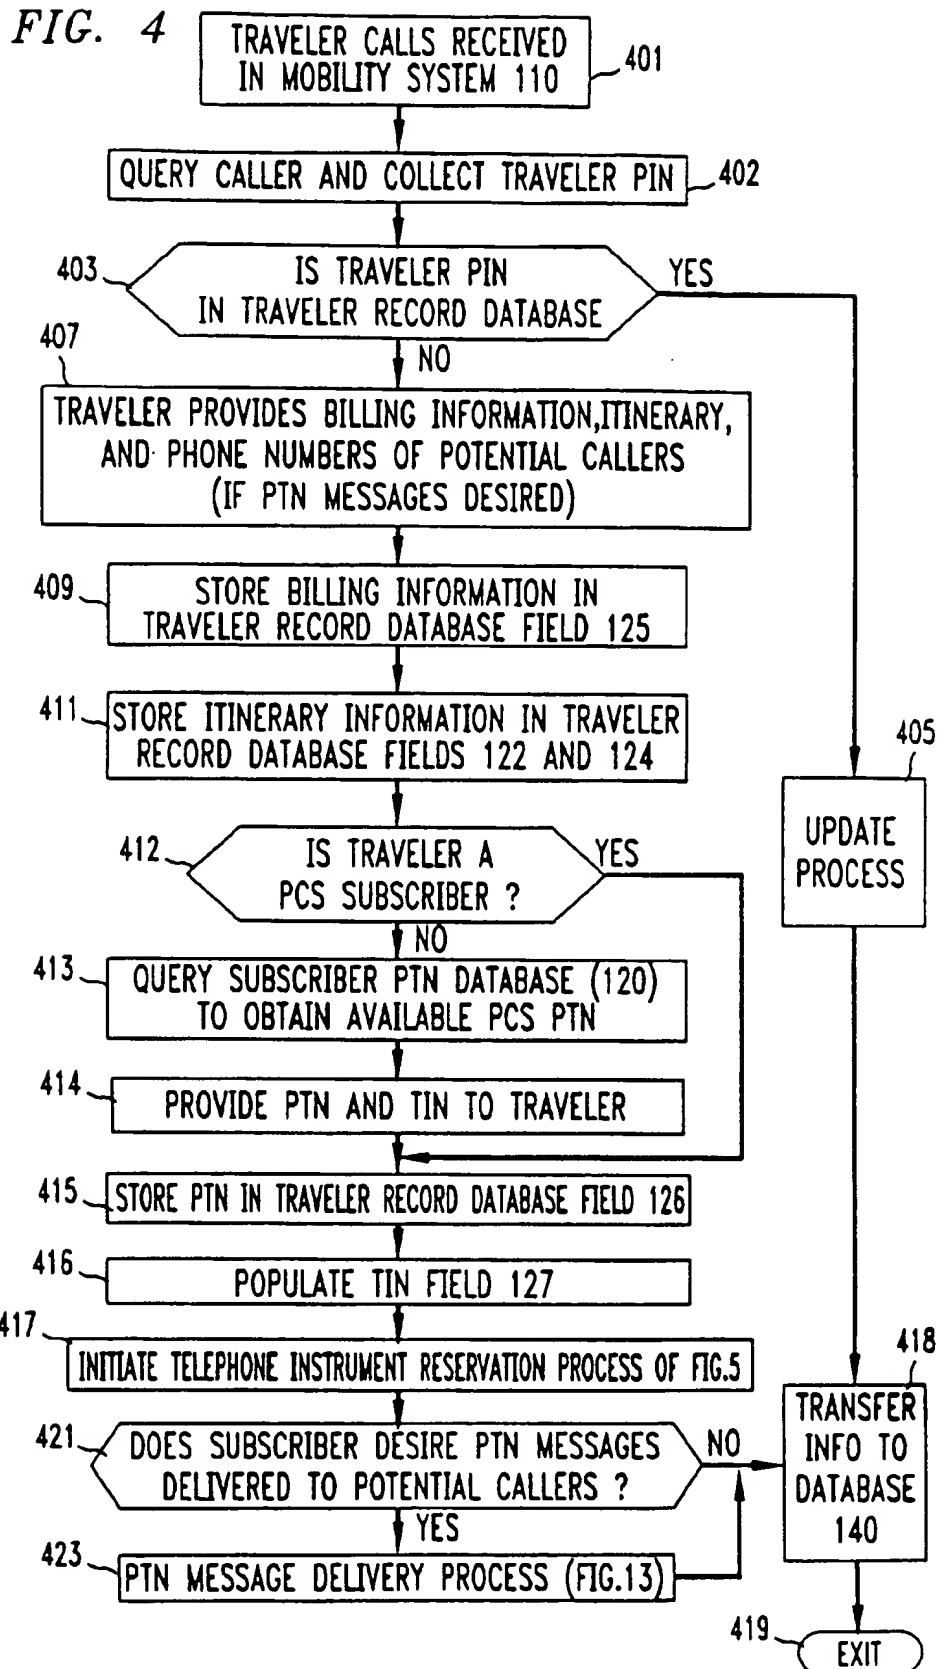 FIG. 4
TRAVELER CALLS RECEIVED
IN MOBILITY SYSTEM 110
401
QUERY CALLER AND COLLECT TRAVELER PIN
402
403
IS TRAVELER PIN
IN TRAVELER RECORD DATABASE
YES
NO
407
TRAVELER PROVIDES BILLING INFORMATION,ITINERARY,
AND PHONE NUMBERS OF POTENTIAL CALLERS
(IF PTN MESSAGES DESIRED)
409
STORE BILLING INFORMATION IN
TRAVELER RECORD DATABASE FIELD 125
411
STORE ITINERARY INFORMATION IN TRAVELER
RECORD DATABASE FIELDS 122 AND 124
405
UPDATE
PROCESS
412
IS TRAVELER A
PCS SUBSCRIBER ?
YES
NO
413
QUERY SUBSCRIBER PTN DATABASE (120)
TO OBTAIN AVAILABLE PCS PTN
414
PROVIDE PTN AND TIN TO TRAVELER
415
STORE PTN IN TRAVELER RECORD DATABASE FIELD 126
416
POPULATE TIN FIELD 127
417
INITIATE TELEPHONE INSTRUMENT RESERVATION PROCESS OF FIG.5
421
DOES SUBSCRIBER DESIRE PTN MESSAGES
DELIVERED TO POTENTIAL CALLERS ?
NO
YES
423
PTN MESSAGE DELIVERY PROCESS (FIG.13)
418
TRANSFER
INFO TO
DATABASE
140
419
EXIT